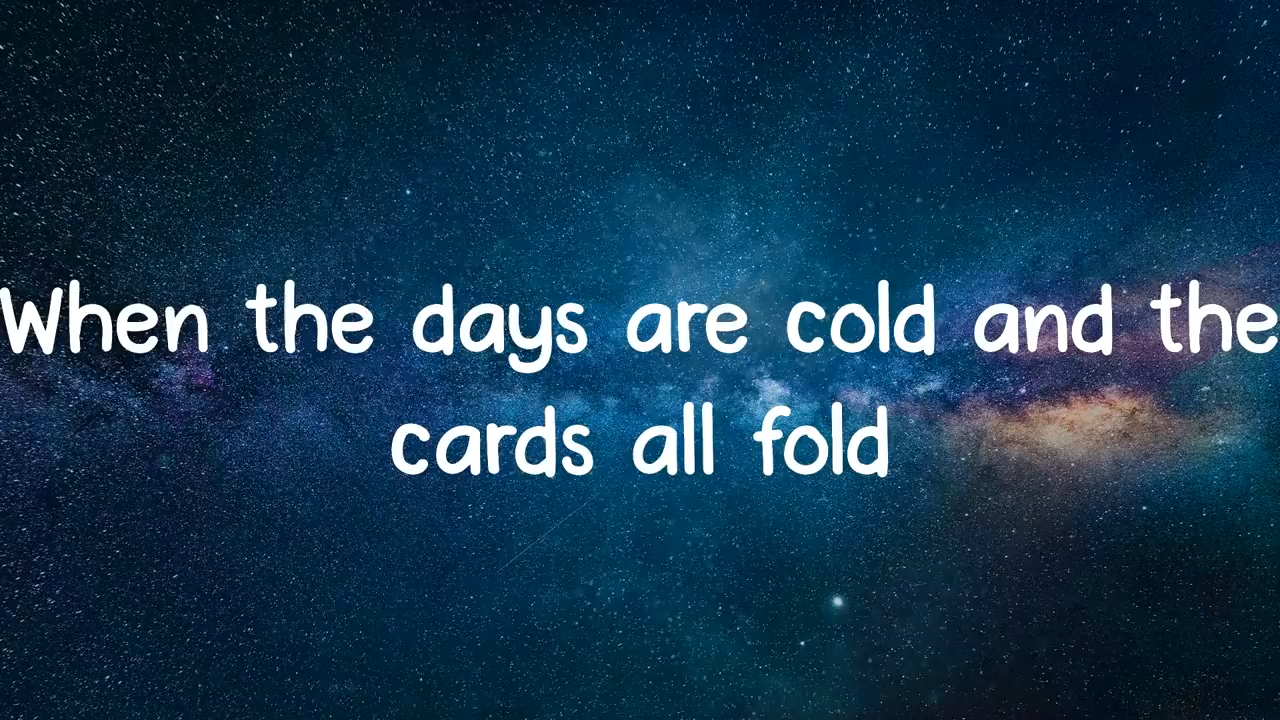 When the days are cold and the
cards all fold